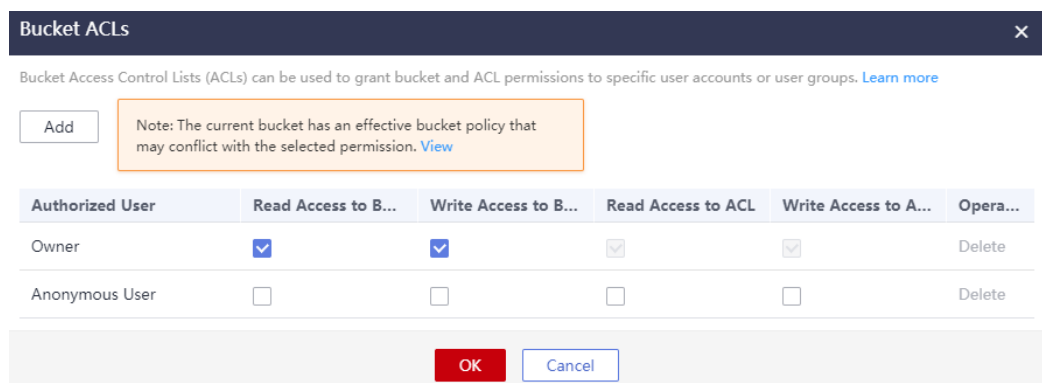 Bucket ACLs
Bucket Access Control Lists (ACLs) can be used to grant bucket and ACL permissions to specific user accounts or user groups. Learn more
Add
Note: The current bucket has an effective bucket policy that
may conflict with the selected permission. View
Authorized User Read Access to B... Write Access to B... Read Access to ACL Write Access to A... Opera...
Owner Delete
Anonymous User Delete
OK Cancel